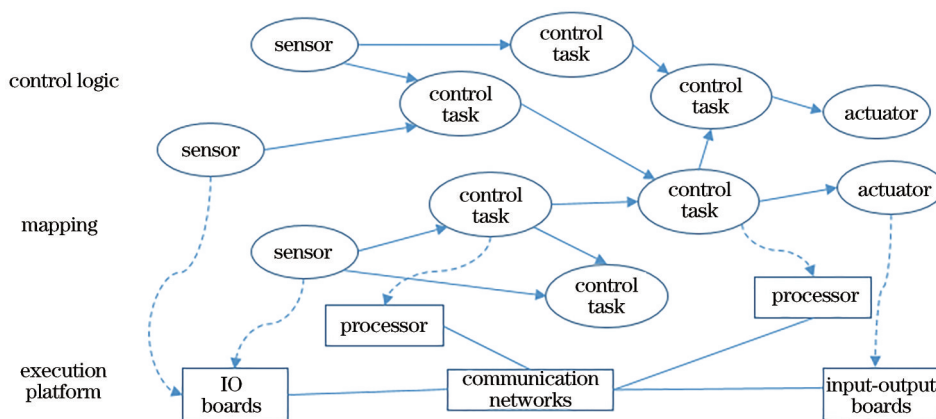 sensor
control
task
control logic
control
task
control
task
actuator
sensor
control
task
control
task
actuator
mapping
sensor
control
task
processor
processor
execution
platform
IO
boards
communication
networks
input-output
boards